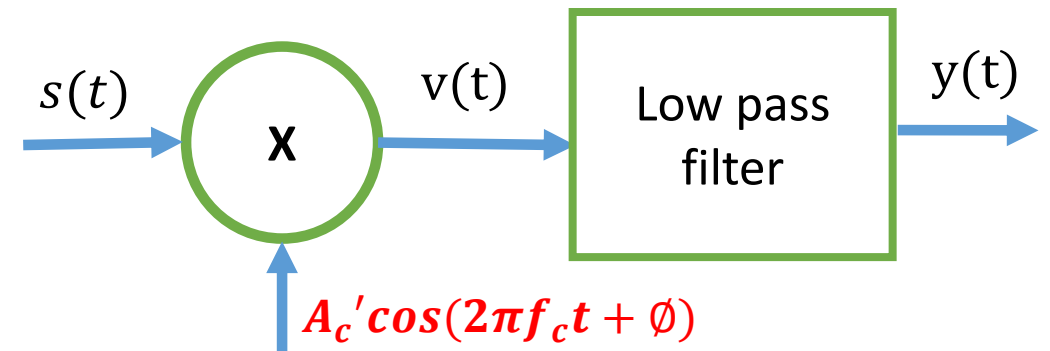 s(t)
X
v(t)
Low pass
filter
y(t)
A_c'cos(2πf_ct + ∅)